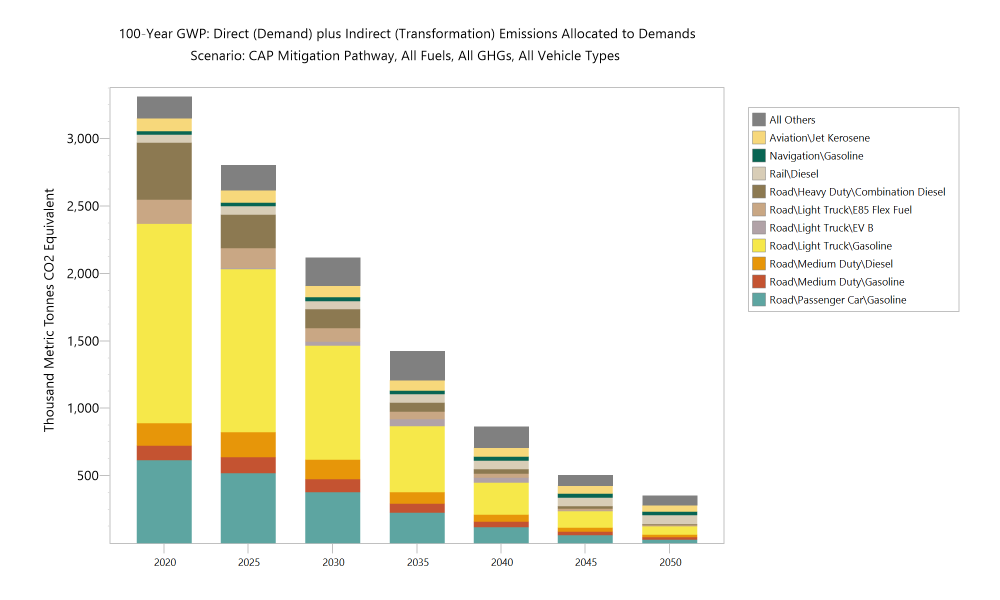 100-Year GWP: Direct (Demand) plus Indirect (Transformation) Emissions Allocated to Demands
Scenario: CAP Mitigation Pathway, All Fuels, All GHGs, All Vehicle Types
Thousand Metric Tonnes CO2 Equivalent
3,000
2,500
2,000
1,500
1,000
500
2020
2025
2030
2035
2040
2045
2050
All Others
Aviation\Jet Kerosene
Navigation\Gasoline
Rail\Diesel
Road\Heavy Duty\Combination Diesel
Road\Light Truck\E85 Flex Fuel
Road\Light Truck\EV B
Road\Light Truck\Gasoline
Road\Medium Duty\Diesel
Road\Medium Duty\Gasoline
Road\Passenger Car\Gasoline